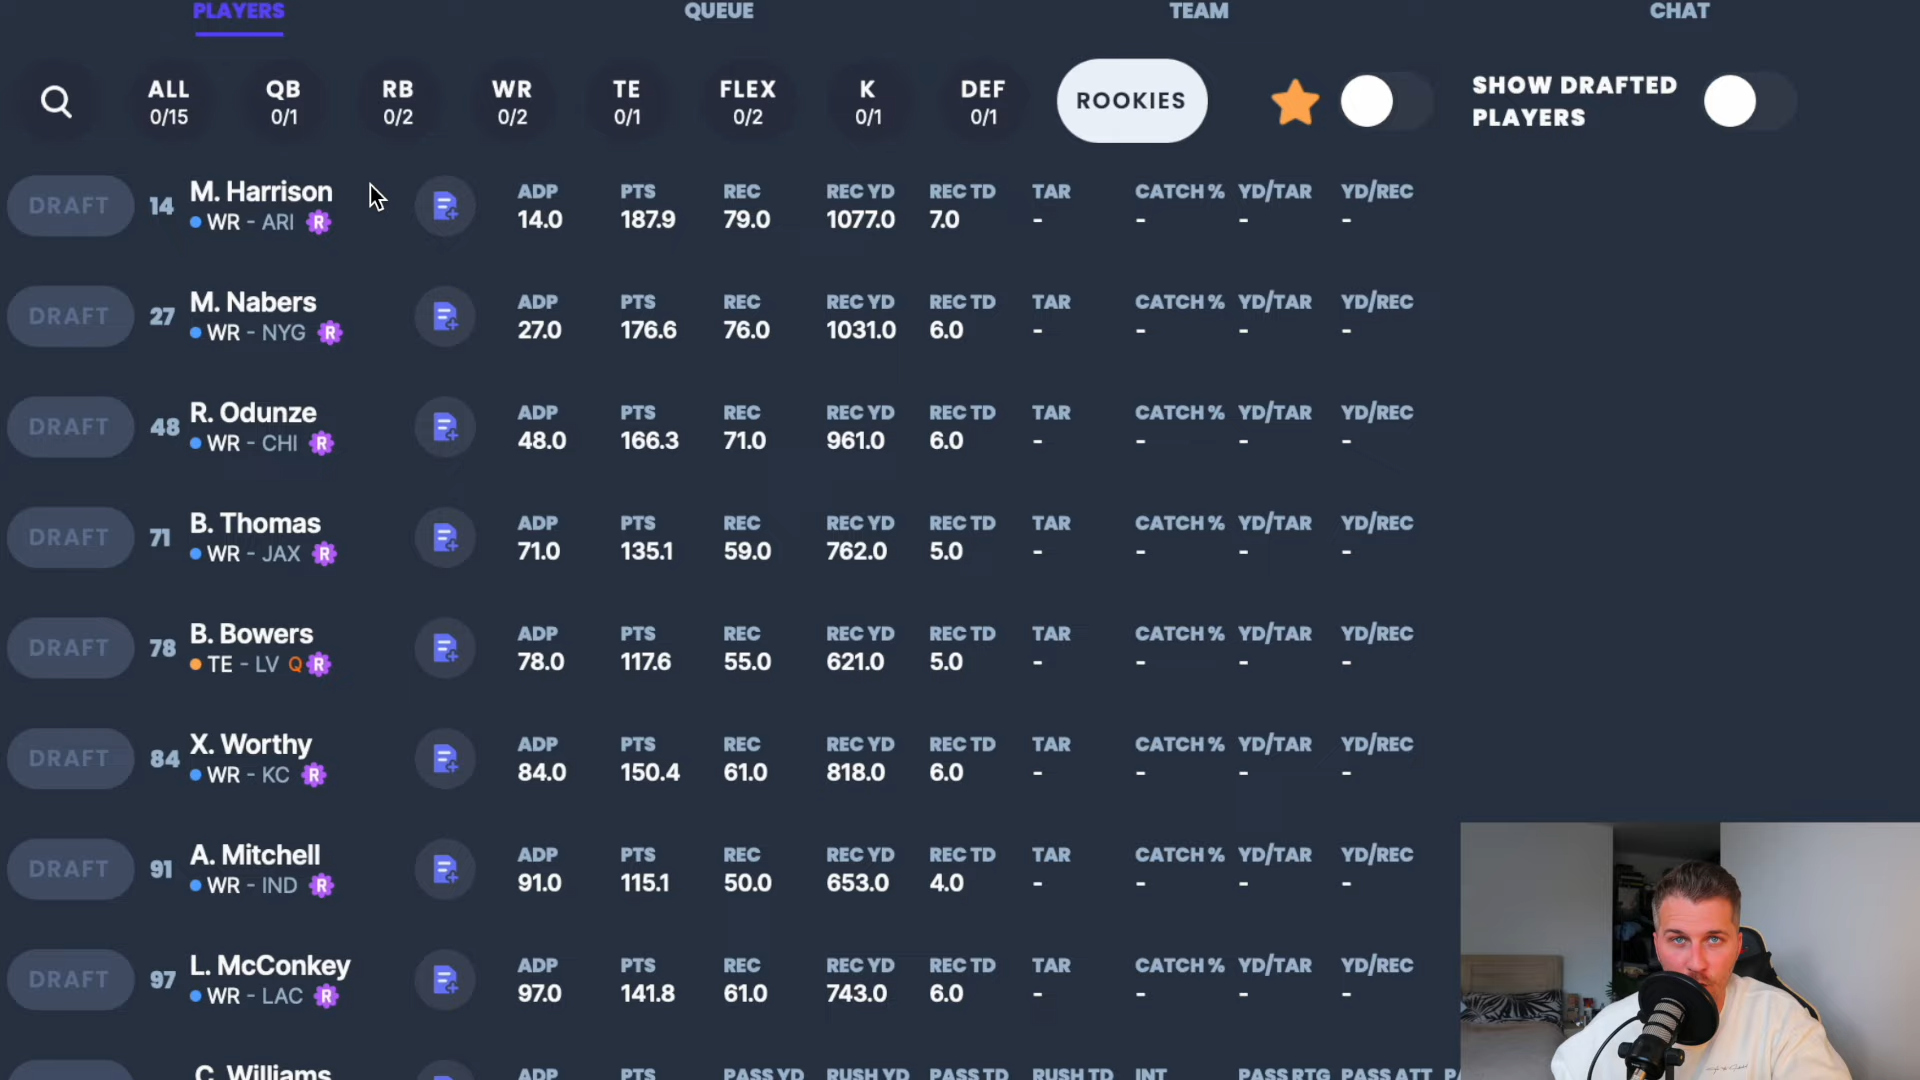 PLAYERS QUEUE TEAM CHAT
ALL QB RB WR TE FLEX K DEF ROOKIES SHOW DRAFTED
0/15 0/1 0/2 0/2 0/1 0/2 0/1 0/1 PLAYERS
DRAFT 14 M. Harrison ADP PTS REC REC YD REC TD TAR CATCH % YD/TAR YD/REC
WR - ARI R 14.0 187.9 79.0 1077.0 7.0 - - - -
DRAFT 27 M. Nabers ADP PTS REC REC YD REC TD TAR CATCH % YD/TAR YD/REC
WR - NYG R 27.0 176.6 76.0 1031.0 6.0 - - - -
DRAFT 48 R. Odunze ADP PTS REC REC YD REC TD TAR CATCH % YD/TAR YD/REC
WR - CHI R 48.0 166.3 71.0 961.0 6.0 - - - -
DRAFT 71 B. Thomas ADP PTS REC REC YD REC TD TAR CATCH % YD/TAR YD/REC
WR - JAX R 71.0 135.1 59.0 762.0 5.0 - - - -
DRAFT 78 B. Bowers ADP PTS REC REC YD REC TD TAR CATCH % YD/TAR YD/REC
TE - LV Q R 78.0 117.6 55.0 621.0 5.0 - - - -
DRAFT 84 X. Worthy ADP PTS REC REC YD REC TD TAR CATCH % YD/TAR YD/REC
WR - KC R 84.0 150.4 61.0 818.0 6.0 - - - -
DRAFT 91 A. Mitchell ADP PTS REC REC YD REC TD TAR CATCH % YD/TAR YD/REC
WR - IND R 91.0 115.1 50.0 653.0 4.0 - - - -
DRAFT 97 L. McConkey ADP PTS REC REC YD REC TD TAR CATCH % YD/TAR YD/REC
WR - LAC R 97.0 141.8 61.0 743.0 6.0 - - - -
C. Williams ADP PTS PASS YD RUSH YD PASS TD RUSH TD INT PASS RTG PASS ATT